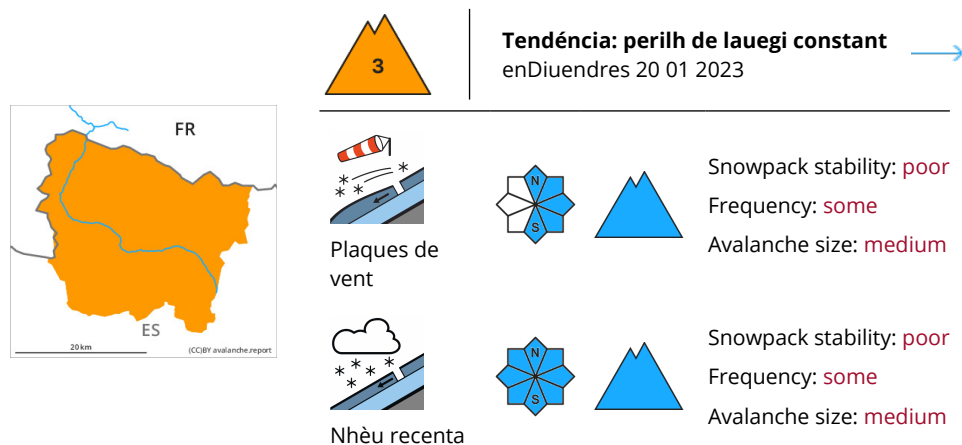 3
Tendéncia: perilh de lauegi constant
enDiuendres 20 01 2023
FR
ES
20 km
(CC)BY avalanche.report
Plaques de
vent
N
S
Snowpack stability: poor
Frequency: some
Avalanche size: medium
Nhèu recenta
N
S
Snowpack stability: poor
Frequency: some
Avalanche size: medium